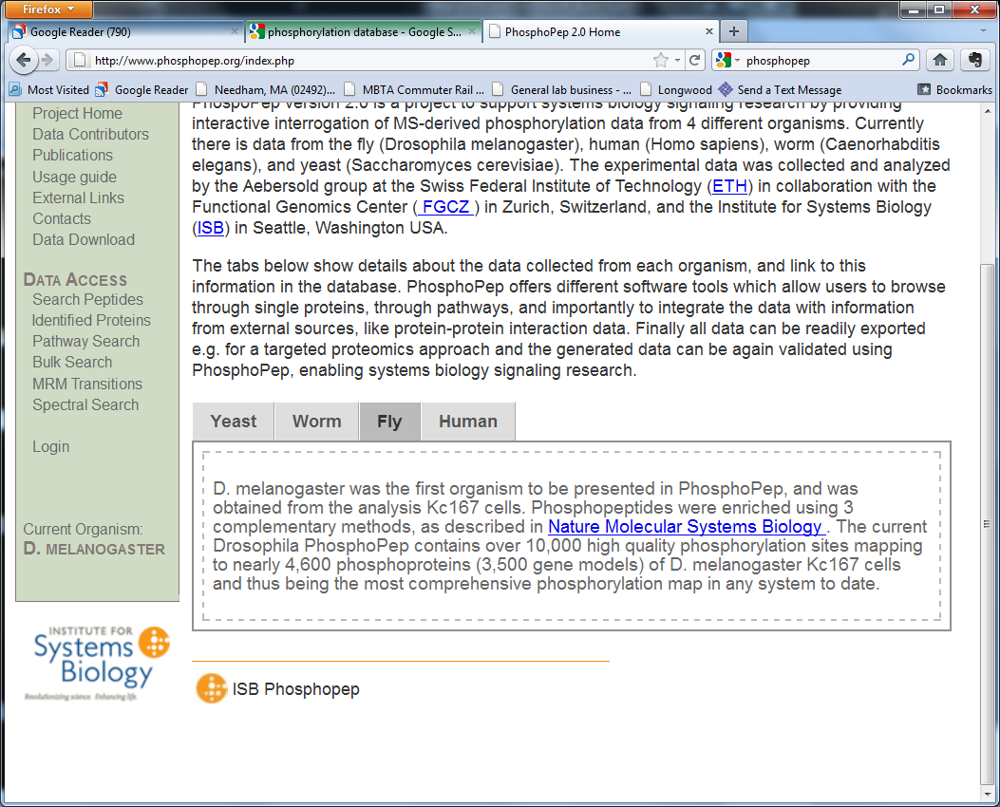 Firefox
Google Reader (790)
phosphorylation database - Google S...
PhosphoPep 2.0 Home
http://www.phosphopep.org/index.php
phosphopep
Most Visited
Google Reader
Needham, MA (02492)...
MBTA Commuter Rail ...
General lab business - ...
Longwood
Send a Text Message
Bookmarks
Project Home
Data Contributors
Publications
Usage guide
External Links
Contacts
Data Download
DATA ACCESS
Search Peptides
Identified Proteins
Pathway Search
Bulk Search
MRM Transitions
Spectral Search
Login
Current Organism:
D. MELANOGASTER
INSTITUTE FOR
Systems
Biology
Revolutionizing science. Enhancing life.
PhospoPep version 2.0 is a project to support systems biology signaling research by providing
interactive interrogation of MS-derived phosphorylation data from 4 different organisms. Currently
there is data from the fly (Drosophila melanogaster), human (Homo sapiens), worm (Caenorhabditis
elegans), and yeast (Saccharomyces cerevisiae). The experimental data was collected and analyzed
by the Aebersold group at the Swiss Federal Institute of Technology (ETH) in collaboration with the
Functional Genomics Center ( FGCZ ) in Zurich, Switzerland, and the Institute for Systems Biology
(ISB) in Seattle, Washington USA.
The tabs below show details about the data collected from each organism, and link to this
information in the database. PhosphoPep offers different software tools which allow users to browse
through single proteins, through pathways, and importantly to integrate the data with information
from external sources, like protein-protein interaction data. Finally all data can be readily exported
e.g. for a targeted proteomics approach and the generated data can be again validated using
PhosphoPep, enabling systems biology signaling research.
Yeast
Worm
Fly
Human
D. melanogaster was the first organism to be presented in PhosphoPep, and was
obtained from the analysis Kc167 cells. Phosphopeptides were enriched using 3
complementary methods, as described in Nature Molecular Systems Biology . The current
Drosophila PhosphoPep contains over 10,000 high quality phosphorylation sites mapping
to nearly 4,600 phosphoproteins (3,500 gene models) of D. melanogaster Kc167 cells
and thus being the most comprehensive phosphorylation map in any system to date.
ISB Phosphopep